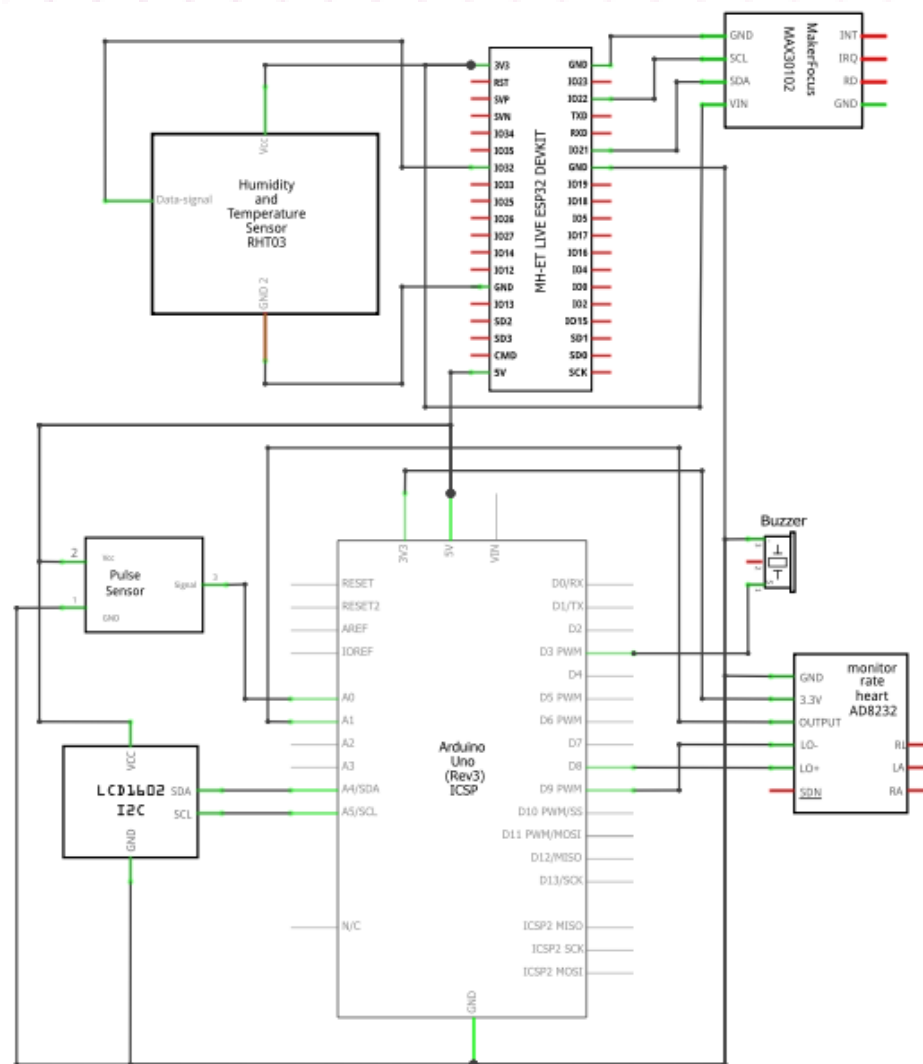 GND
SCL
SDA
VIN
MakerFocus
MAX30102
INT
IRQ
RD
GND
3V3
RST
SVP
SVN
IO34
IO35
IO32
IO33
IO25
IO26
IO27
IO14
IO12
GND
IO13
SD2
SD3
CMD
5V
MH-ET LIVE ESP32 DEVKIT
GND
IO23
IO22
TX0
RX0
IO21
GND
IO19
IO18
IO5
IO17
IO16
IO4
IO0
IO2
IO15
SD1
SD0
SCK
Vcc
Data-signal
Humidity
and
Temperature
Sensor
RHT03
GND 2
Buzzer
2
Vcc
Pulse
Sensor
Signal
3
1
GND
3V3
5V
VIN
RESET
RESET2
AREF
IOREF
A0
A1
A2
A3
A4/SDA
A5/SCL
N/C
Arduino
Uno
(Rev3)
ICSP
D0/RX
D1/TX
D2
D3 PWM
D4
D5 PWM
D6 PWM
D7
D8
D9 PWM
D10 PWM/SS
D11 PWM/MOSI
D12/MISO
D13/SCK
ICSP2 MISO
ICSP2 SCK
ICSP2 MOSI
GND
VCC
LCD1602
I2C
SDA
SCL
GND
monitor
rate
heart
AD8232
GND
3.3V
OUTPUT
LO-
LO+
SDN
RL
LA
RA